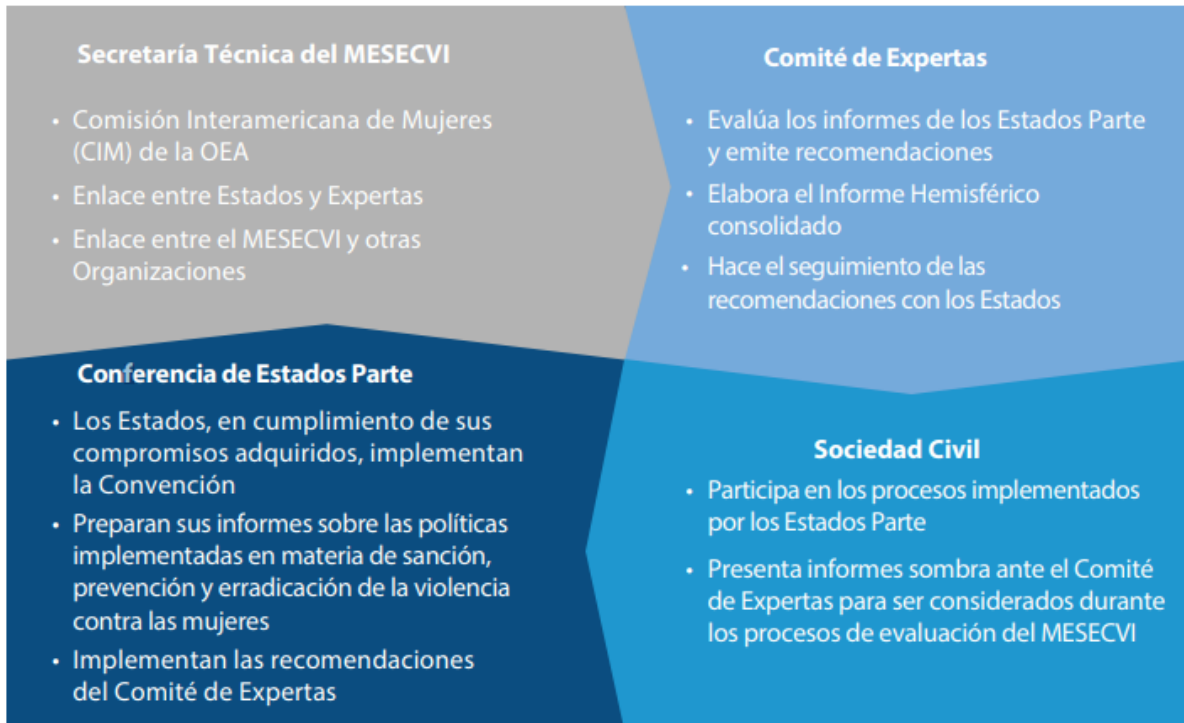 Secretaría Técnica del MESECVI
• Comisión Interamericana de Mujeres
(CIM) de la OEA
• Enlace entre Estados y Expertas
• Enlace entre el MESECVI y otras
Organizaciones
Comité de Expertas
• Evalúa los informes de los Estados Parte
y emite recomendaciones
• Elabora el Informe Hemisférico
consolidado
• Hace el seguimiento de las
recomendaciones con los Estados
Conferencia de Estados Parte
• Los Estados, en cumplimiento de sus
compromisos adquiridos, implementan
la Convención
• Preparan sus informes sobre las políticas
implementadas en materia de sanción,
prevención y erradicación de la violencia
contra las mujeres
• Implementan las recomendaciones
del Comité de Expertas
Sociedad Civil
• Participa en los procesos implementados
por los Estados Parte
• Presenta informes sombra ante el Comité
de Expertas para ser considerados durante
los procesos de evaluación del MESECVI